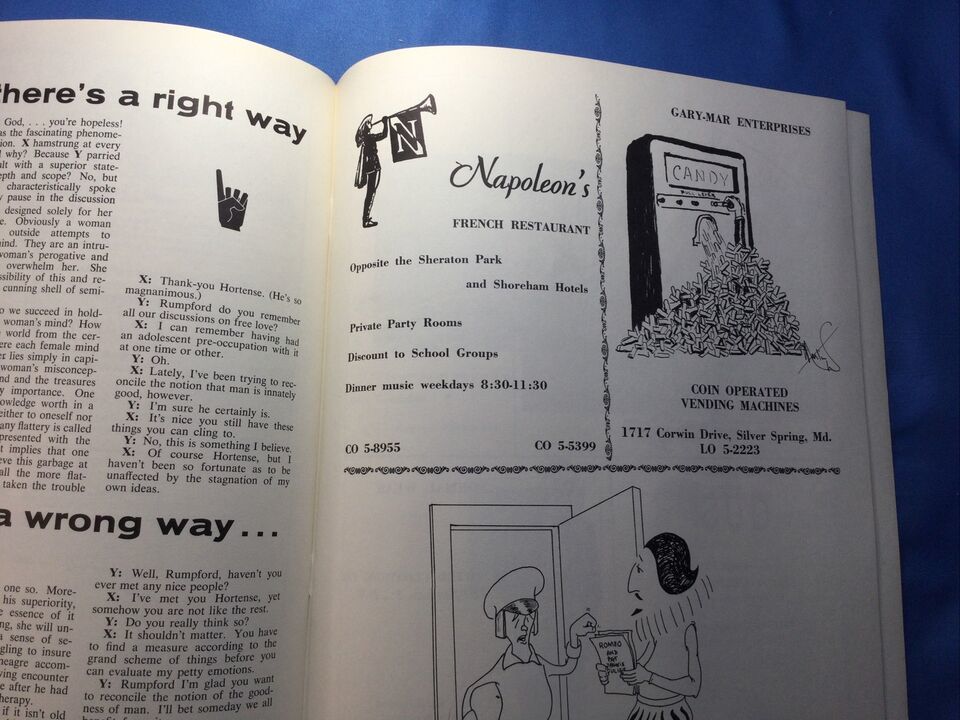 there's a right way
God, . . . you're hopeless!
as the fascinating phenome-
tion. X hamstrung at every
why? Because Y parried
ult with a superior state-
epth and scope? No, but
characteristically spoke
y pause in the discussion
designed solely for her
e. Obviously a woman
outside attempts to
mind. They are an intru-
woman's perogative and
overwhelm her. She
ssibility of this and re-
cunning shell of semi-
o we succeed in hold-
woman's mind? How
world from the cer-
ere each female mind
er lies simply in capi-
woman's misconcep-
nd and the treasures
y importance. One
owledge worth in a
either to oneself nor
any flattery is called
presented with the
t implies that one
eve this garbage at
all the more flat-
taken the trouble
X: Thank-you Hortense. (He's so
magnanimous.)
Y: Rumpford do you remember
all our discussions on free love?
X: I can remember having had
an adolescent pre-occupation with it
at one time or other.
Y: Oh.
X: Lately, I've been trying to rec-
oncile the notion that man is innately
good, however.
Y: I'm sure he certainly is.
X: It's nice you still have these
things you can cling to.
Y: No, this is something I believe.
X: Of course Hortense, but I
haven't been so fortunate as to be
unaffected by the stagnation of my
own ideas.
a wrong way...
one so. More-
his superiority,
e essence of it
ng, she will un-
a sense of se-
ggling to insure
meagre accom-
ving encounter
e after he had
herapy.
if it isn't old
Y: Well, Rumpford, haven't you
ever met any nice people?
X: I've met you Hortense, yet
somehow you are not like the rest.
Y: Do you really think so?
X: It shouldn't matter. You have
to find a measure according to the
grand scheme of things before you
can evaluate my petty emotions.
Y: Rumpford I'm glad you want
to reconcile the notion of the good-
ness of man. I'll bet someday we all
N
Napoleon's
FRENCH RESTAURANT
Opposite the Sheraton Park
and Shoreham Hotels
Private Party Rooms
Discount to School Groups
Dinner music weekdays 8:30-11:30
CO 5-8955
CO 5-5399
GARY-MAR ENTERPRISES
CANDY
PULL LEVER
COIN OPERATED
VENDING MACHINES
1717 Corwin Drive, Silver Spring, Md.
LO 5-2223
ROMEO
AND